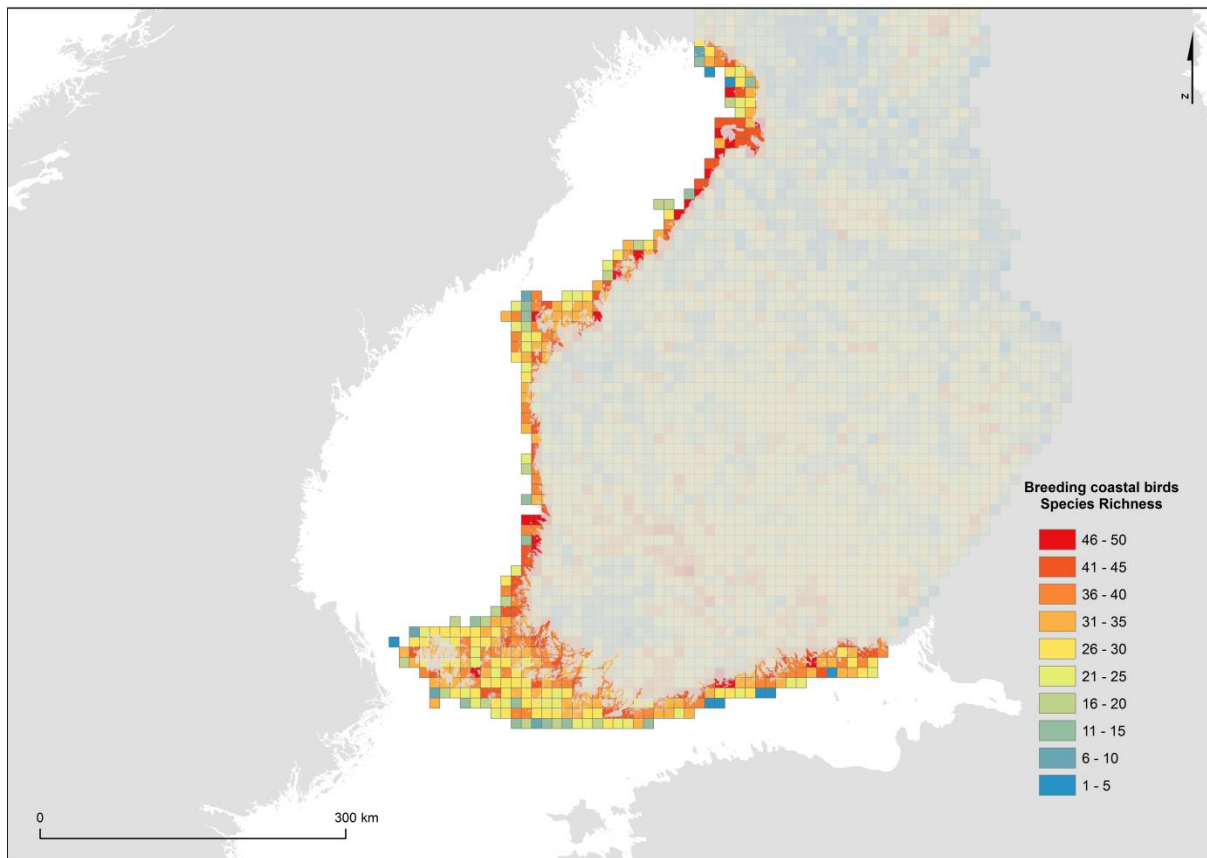 N
Breeding coastal birds
Species Richness
46 - 50
41 - 45
36 - 40
31 - 35
26 - 30
21 - 25
16 - 20
11 - 15
6 - 10
1 - 5
0
300 km